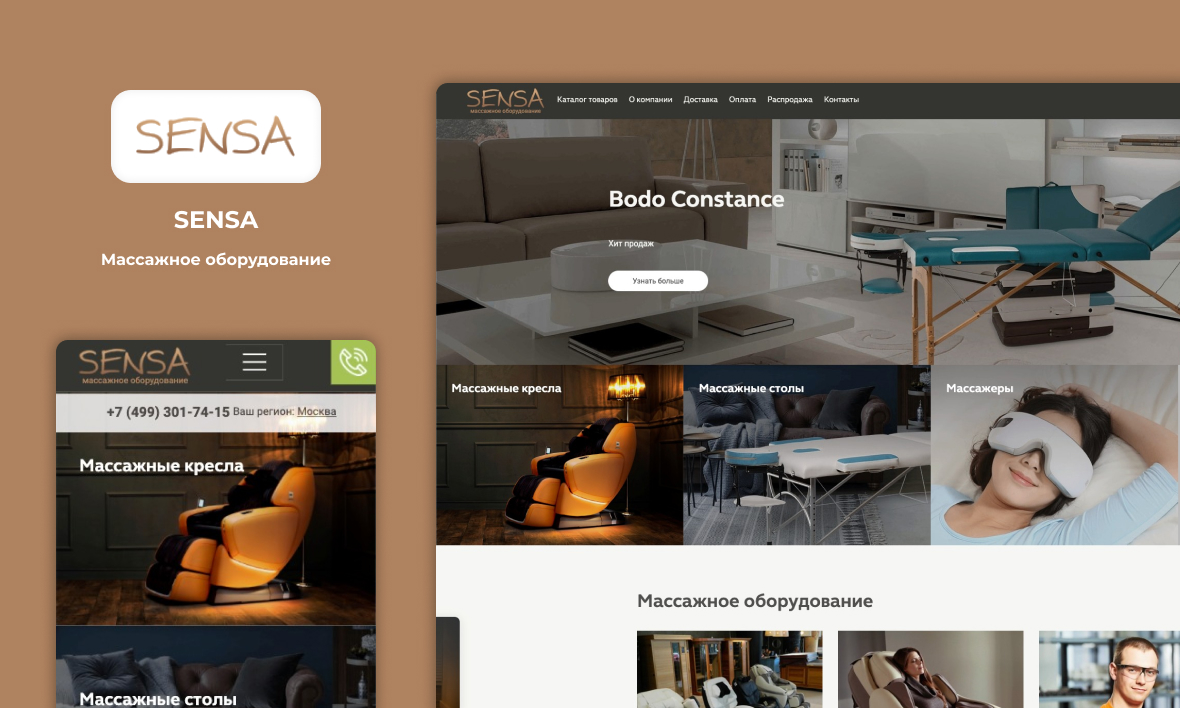 SENSA
SENSA
Массажное оборудование
SENSA
массажное оборудование
+7 (499) 301-74-15 Ваш регион: Москва
Массажные кресла
Массажные столы
SENSA
массажное оборудование
Каталог товаров О компании Доставка Оплата Распродажа Контакты
Bodo Constance
Хит продаж
Узнать больше
Массажные кресла Массажные столы Массажеры
Массажное оборудование